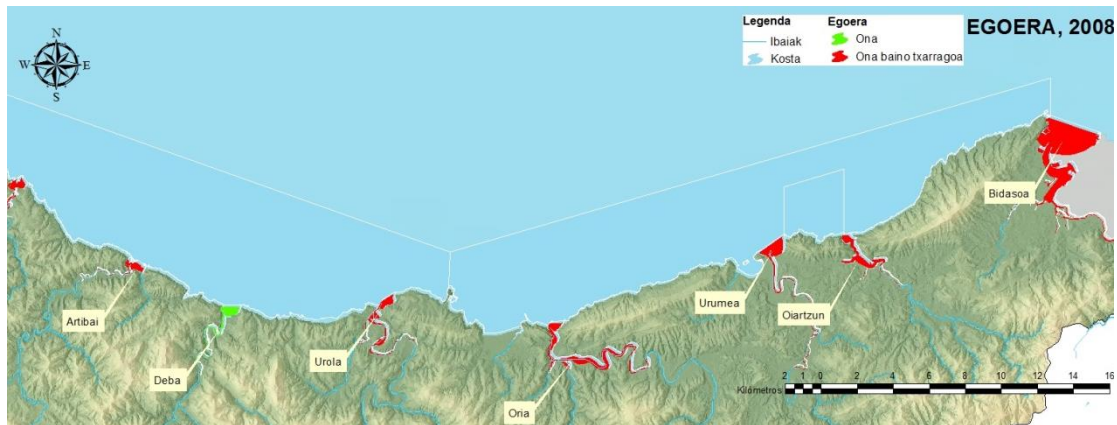 Legenda
Ibaiak
Kosta
Egoera
Ona
Ona baino txarragoa
EGOERA, 2008
N
W E
S
Bidasoa
Artibai
Deba
Urola
Oria
Urumea
Oiartzun
2 1 0 2 4 6 8 10 12 14 16
Kilómetros